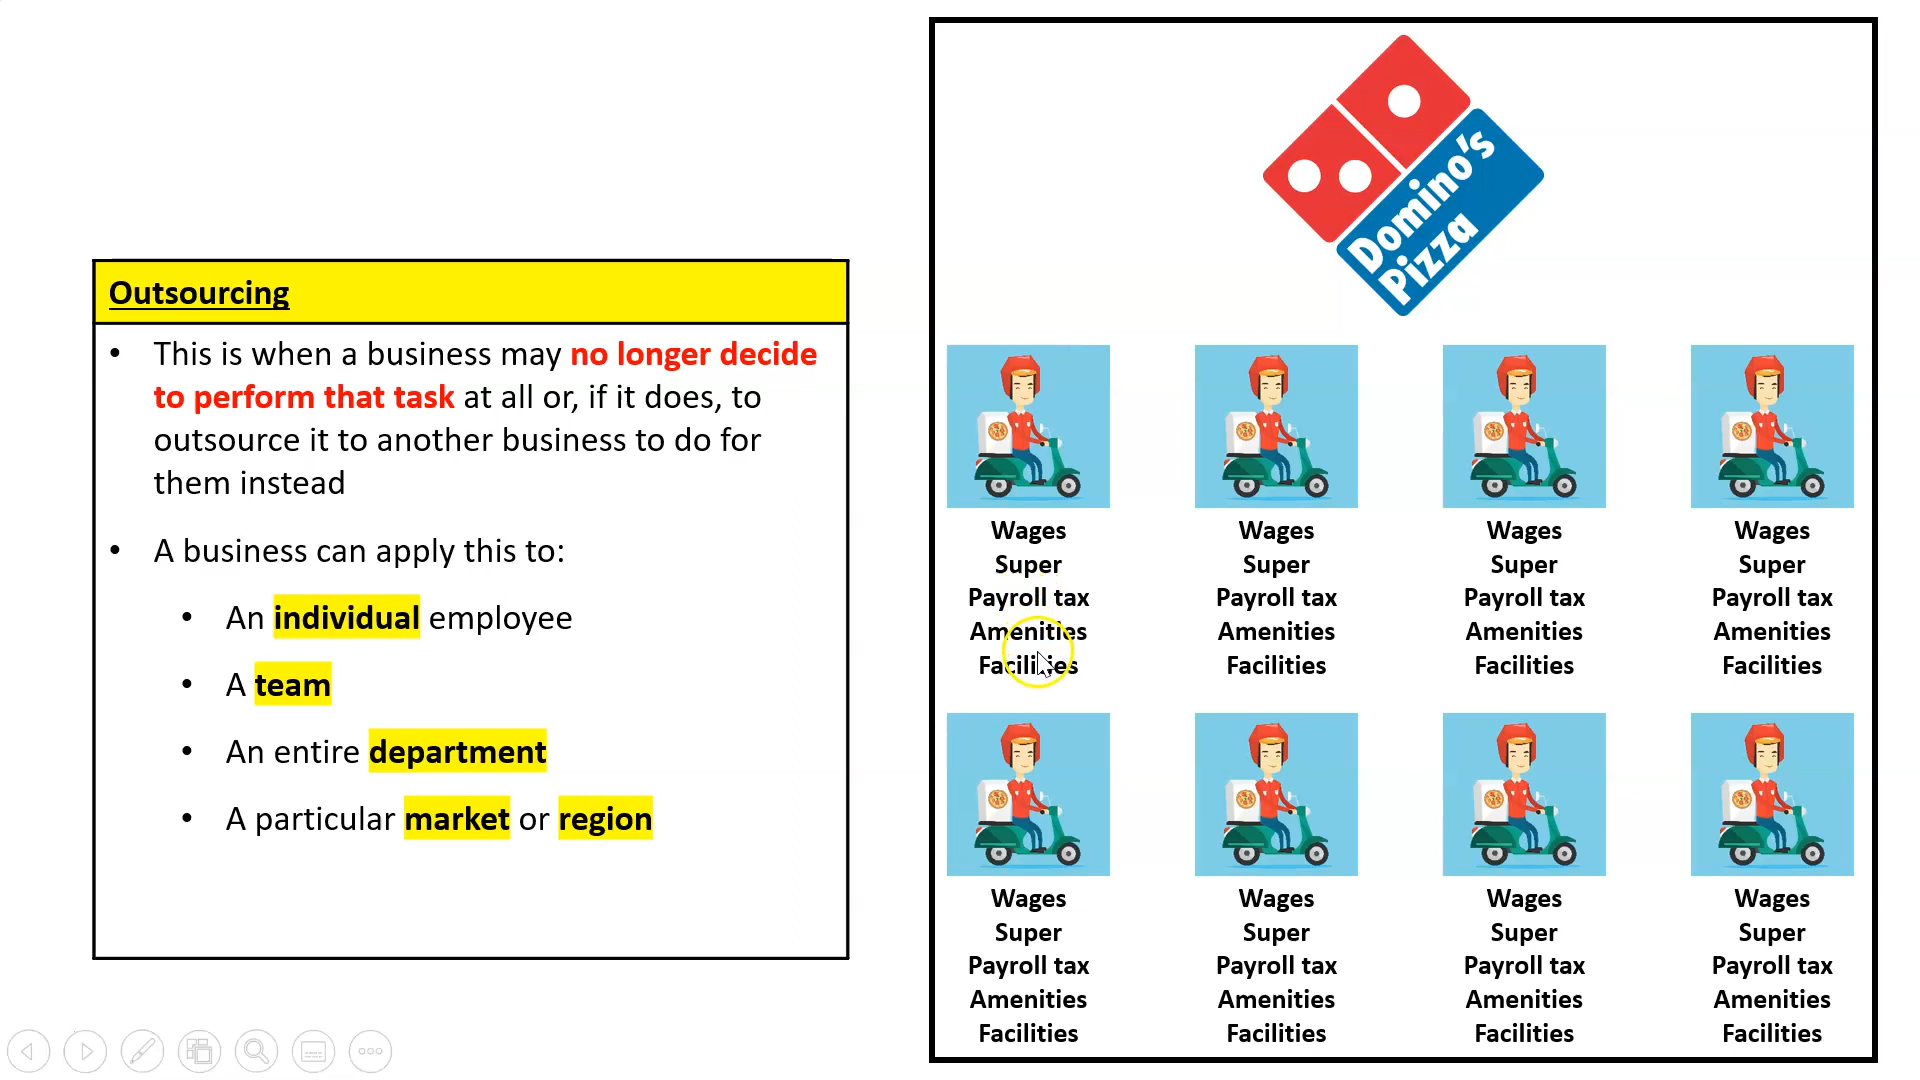 Outsourcing
• This is when a business may no longer decide
to perform that task at all or, if it does, to
outsource it to another business to do for
them instead
• A business can apply this to:
• An individual employee
• A team
• An entire department
• A particular market or region
Domino's
Pizza
Wages Wages Wages Wages
Super Super Super Super
Payroll tax Payroll tax Payroll tax Payroll tax
Amenities Amenities Amenities Amenities
Facilities Facilities Facilities Facilities
Wages Wages Wages Wages
Super Super Super Super
Payroll tax Payroll tax Payroll tax Payroll tax
Amenities Amenities Amenities Amenities
Facilities Facilities Facilities Facilities